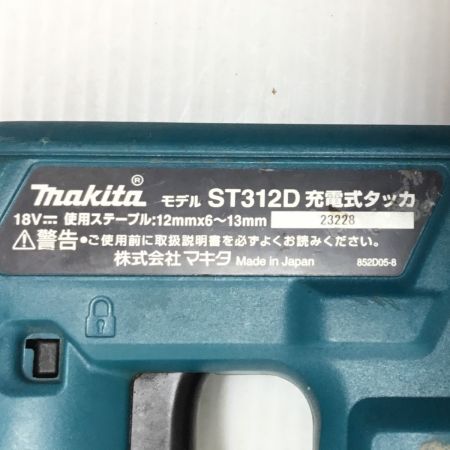 makita® モデル ST312D 充電式タッカ
18V⎓ 使用ステープル:12mmx6～13mm 23228
⚠警告●ご使用前に取扱説明書を必ずよくお読みください。
株式会社マキタ Made in Japan 852D05-8